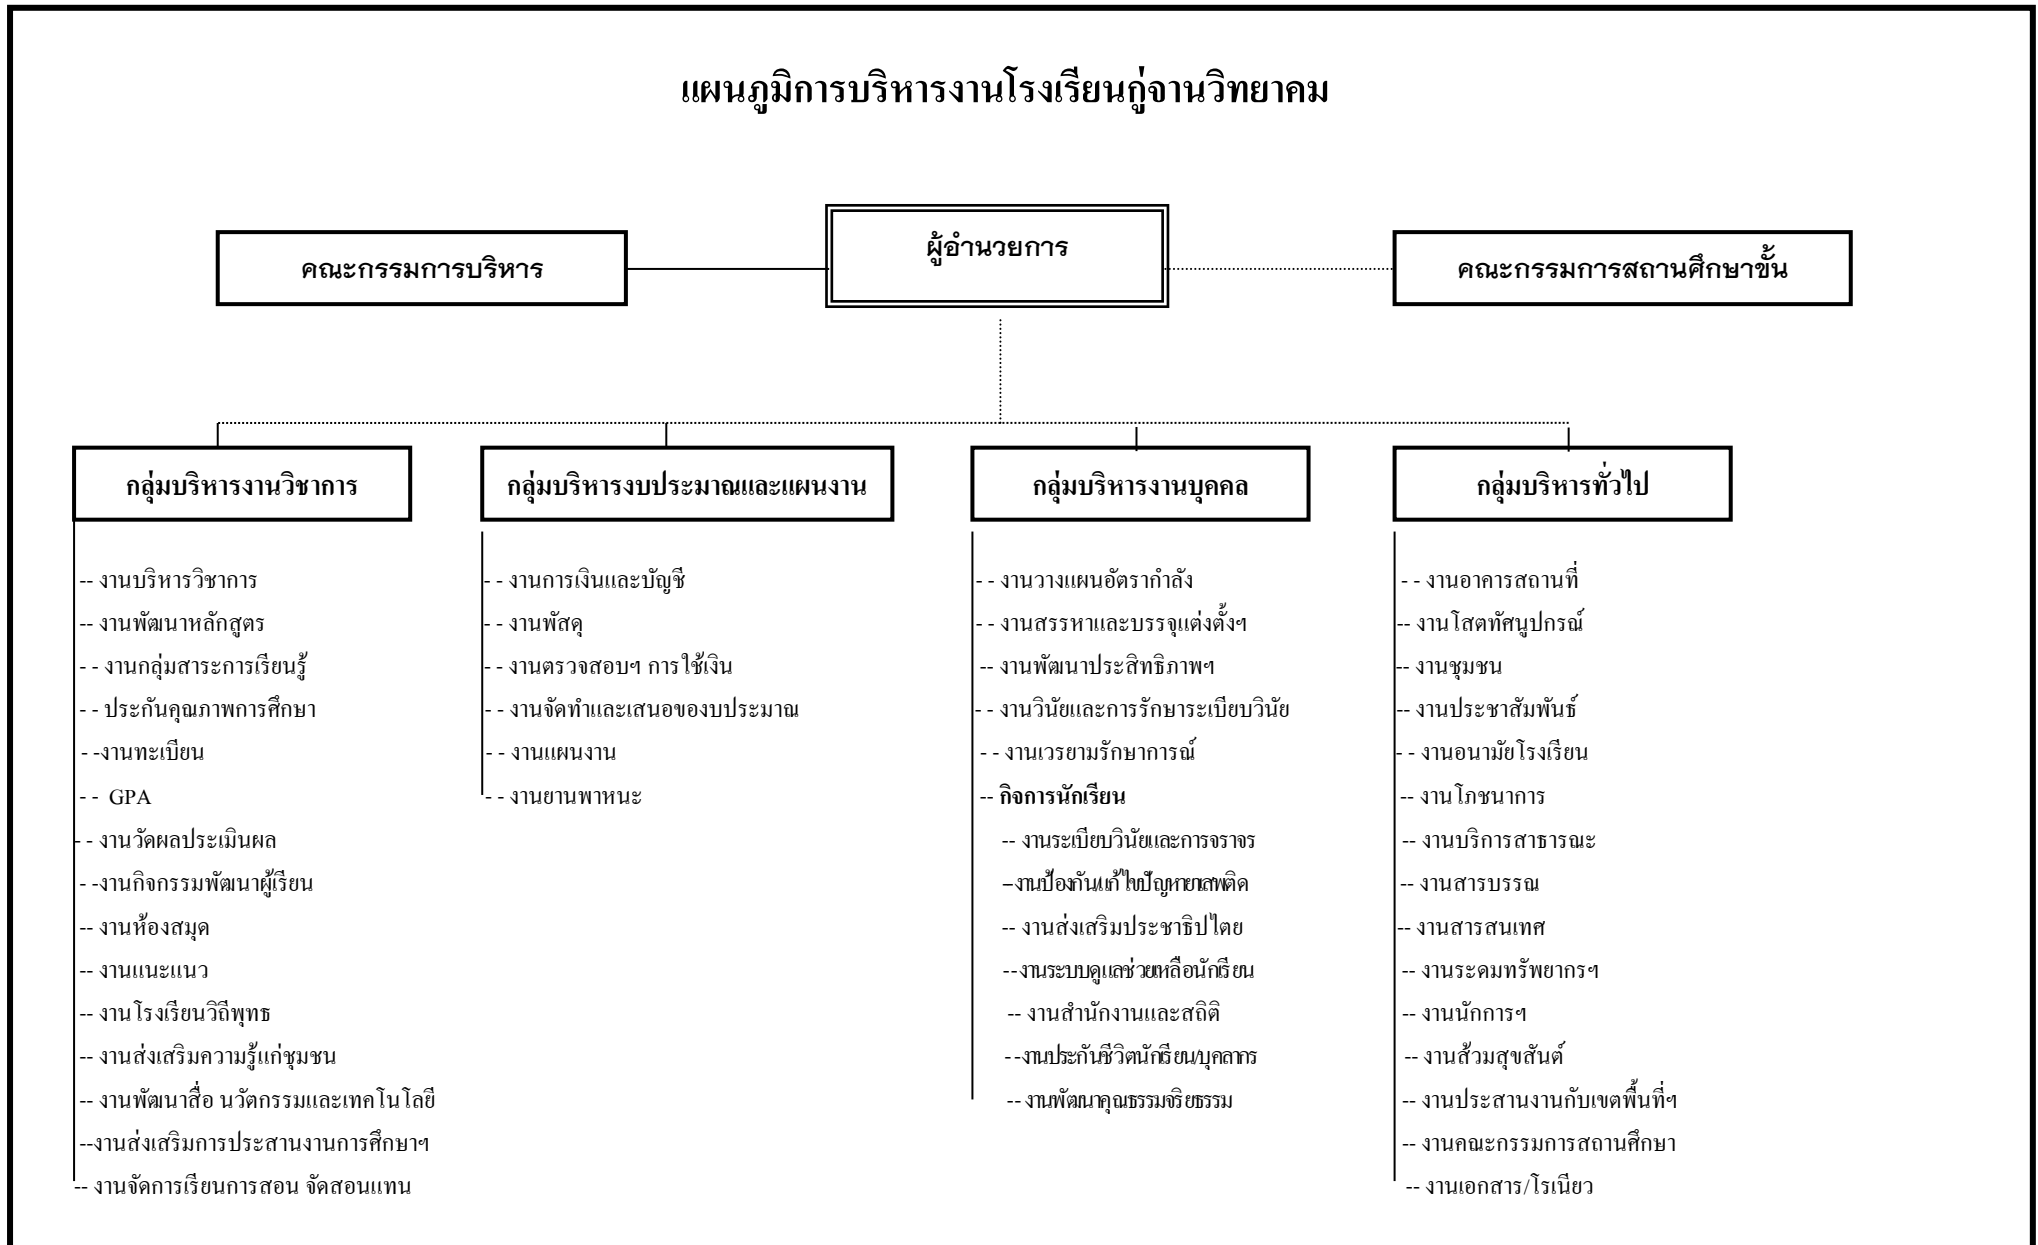 แผนภูมิการบริหารงานโรงเรียนกู่จานวิทยาคม
คณะกรรมการบริหาร
ผู้อำนวยการ
คณะกรรมการสถานศึกษาขั้น
กลุ่มบริหารงานวิชาการ
-- งานบริหารวิชาการ
-- งานพัฒนาหลักสูตร
- - งานกลุ่มสาระการเรียนรู้
- - ประกันคุณภาพการศึกษา
- -งานทะเบียน
- - GPA
- - งานวัดผลประเมินผล
- -งานกิจกรรมพัฒนาผู้เรียน
-- งานห้องสมุด
-- งานแนะแนว
-- งานโรงเรียนวิถีพุทธ
-- งานส่งเสริมความรู้แก่ชุมชน
-- งานพัฒนาสื่อ นวัตกรรมและเทคโนโลยี
--งานส่งเสริมการประสานงานการศึกษาฯ
-- งานจัดการเรียนการสอน จัดสอนแทน
กลุ่มบริหารงบประมาณและแผนงาน
- - งานการเงินและบัญชี
- - งานพัสดุ
- - งานตรวจสอบฯ การใช้เงิน
- - งานจัดทำและเสนอของบประมาณ
- - งานแผนงาน
- - งานยานพาหนะ
กลุ่มบริหารงานบุคคล
- - งานวางแผนอัตรากำลัง
- - งานสรรหาและบรรจุแต่งตั้งฯ
-- งานพัฒนาประสิทธิภาพฯ
- - งานวินัยและการรักษาระเบียบวินัย
- - งานเวรยามรักษาการณ์
-- กิจการนักเรียน
-- งานระเบียบวินัยและการจราจร
–งานป้องกัน/แก้ไขปัญหายาเสพติด
-- งานส่งเสริมประชาธิปไตย
--งานระบบดูแลช่วยเหลือนักเรียน
-- งานสำนักงานและสถิติ
--งานประกันชีวิตนักเรียน/บุคลากร
--งานพัฒนาคุณธรรมจริยธรรม
กลุ่มบริหารทั่วไป
- - งานอาคารสถานที่
-- งานโสตทัศนูปกรณ์
-- งานชุมชน
-- งานประชาสัมพันธ์
- - งานอนามัยโรงเรียน
-- งานโภชนาการ
-- งานบริการสาธารณะ
-- งานสารบรรณ
-- งานสารสนเทศ
-- งานระดมทรัพยากรฯ
-- งานนักการฯ
-- งานส้วมสุขสันต์
-- งานประสานงานกับเขตพื้นที่ฯ
-- งานคณะกรรมการสถานศึกษา
-- งานเอกสาร/โรเนียว